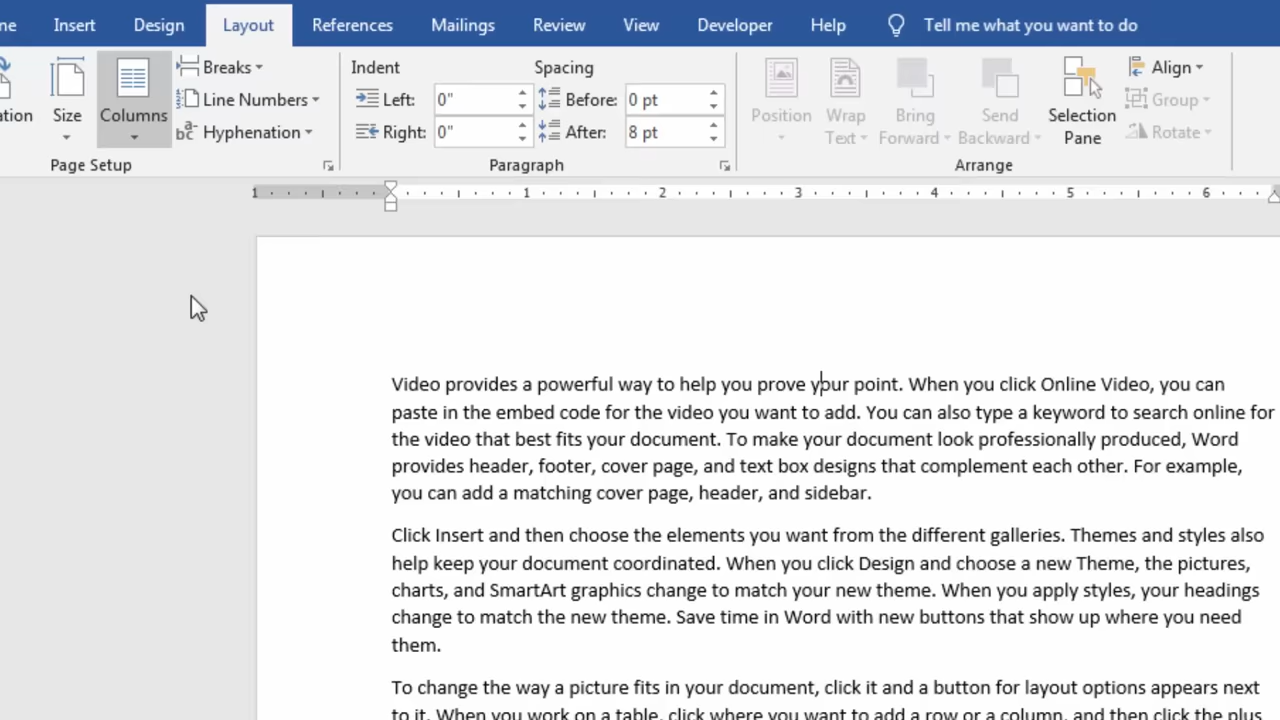 ne Insert Design Layout References Mailings Review View Developer Help Tell me what you want to do
ation Size Columns
Breaks
Line Numbers
Hyphenation
Page Setup
Indent
Left: 0"
Right: 0"
Spacing
Before: 0 pt
After: 8 pt
Paragraph
Position
Wrap Text
Bring Forward
Send Backward
Selection Pane
Align
Group
Rotate
Arrange
1 1 2 3 4 5 6
Video provides a powerful way to help you prove your point. When you click Online Video, you can
paste in the embed code for the video you want to add. You can also type a keyword to search online for
the video that best fits your document. To make your document look professionally produced, Word
provides header, footer, cover page, and text box designs that complement each other. For example,
you can add a matching cover page, header, and sidebar.
Click Insert and then choose the elements you want from the different galleries. Themes and styles also
help keep your document coordinated. When you click Design and choose a new Theme, the pictures,
charts, and SmartArt graphics change to match your new theme. When you apply styles, your headings
change to match the new theme. Save time in Word with new buttons that show up where you need
them.
To change the way a picture fits in your document, click it and a button for layout options appears next
to it. When you work on a table, click where you want to add a row or a column, and then click the plus